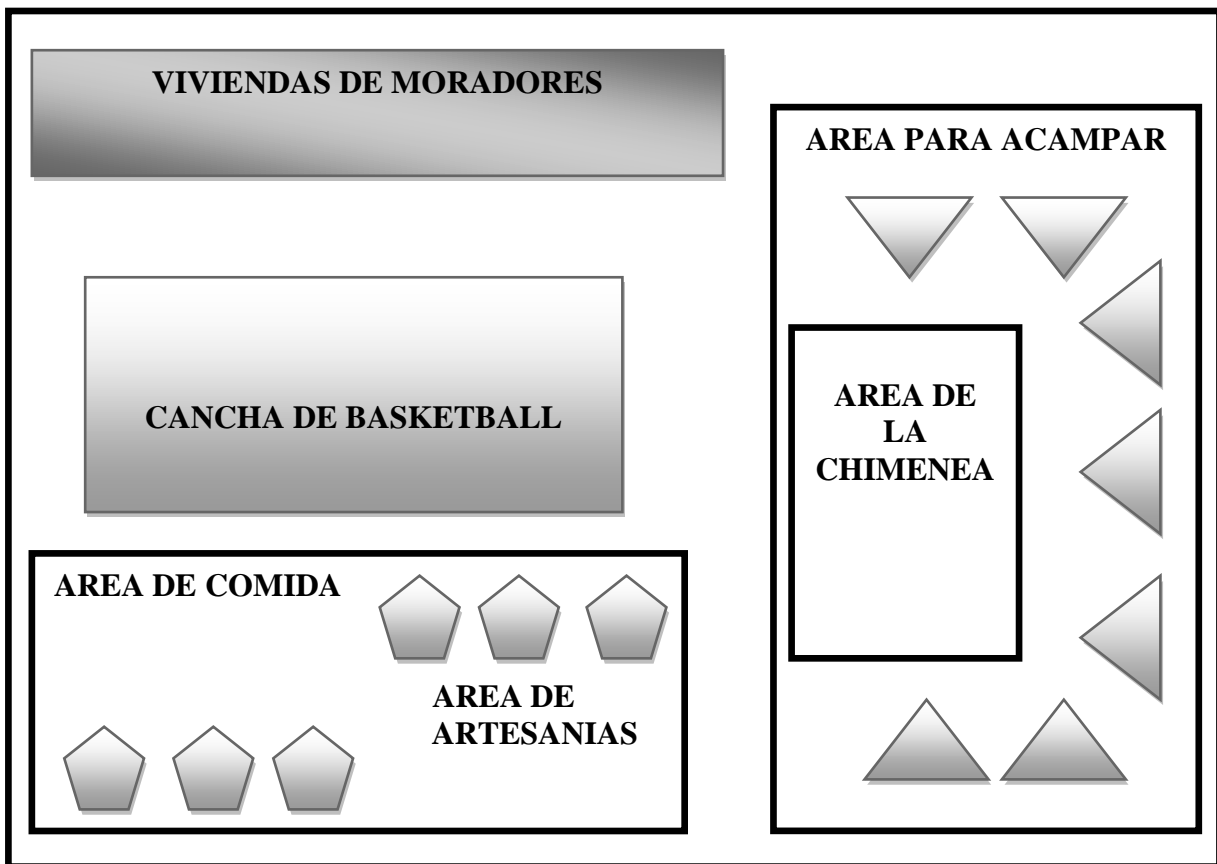 VIVIENDAS DE MORADORES
AREA PARA ACAMPAR
CANCHA DE BASKETBALL
AREA DE
LA
CHIMENEA
AREA DE COMIDA
AREA DE
ARTESANIAS